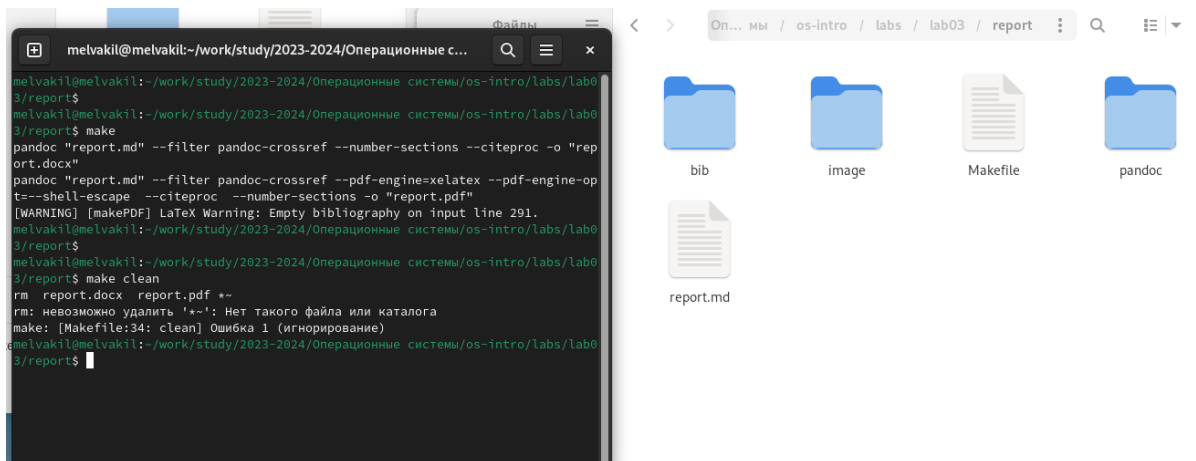 Файлы
melvakil@melvakil:~/work/study/2023-2024/Операционные с...
melvakil@melvakil:~/work/study/2023-2024/Операционные системы/os-intro/labs/lab0
3/report$
melvakil@melvakil:~/work/study/2023-2024/Операционные системы/os-intro/labs/lab0
3/report$ make
pandoc "report.md" --filter pandoc-crossref --number-sections --citeproc -o "rep
ort.docx"
pandoc "report.md" --filter pandoc-crossref --pdf-engine=xelatex --pdf-engine-op
t=--shell-escape  --citeproc  --number-sections -o "report.pdf"
[WARNING] [makePDF] LaTeX Warning: Empty bibliography on input line 291.
melvakil@melvakil:~/work/study/2023-2024/Операционные системы/os-intro/labs/lab0
3/report$
melvakil@melvakil:~/work/study/2023-2024/Операционные системы/os-intro/labs/lab0
3/report$ make clean
rm  report.docx  report.pdf *~
rm: невозможно удалить '*~': Нет такого файла или каталога
make: [Makefile:34: clean] Ошибка 1 (игнорирование)
melvakil@melvakil:~/work/study/2023-2024/Операционные системы/os-intro/labs/lab0
3/report$
Оп... мы / os-intro / labs / lab03 / report
bib
image
Makefile
pandoc
report.md